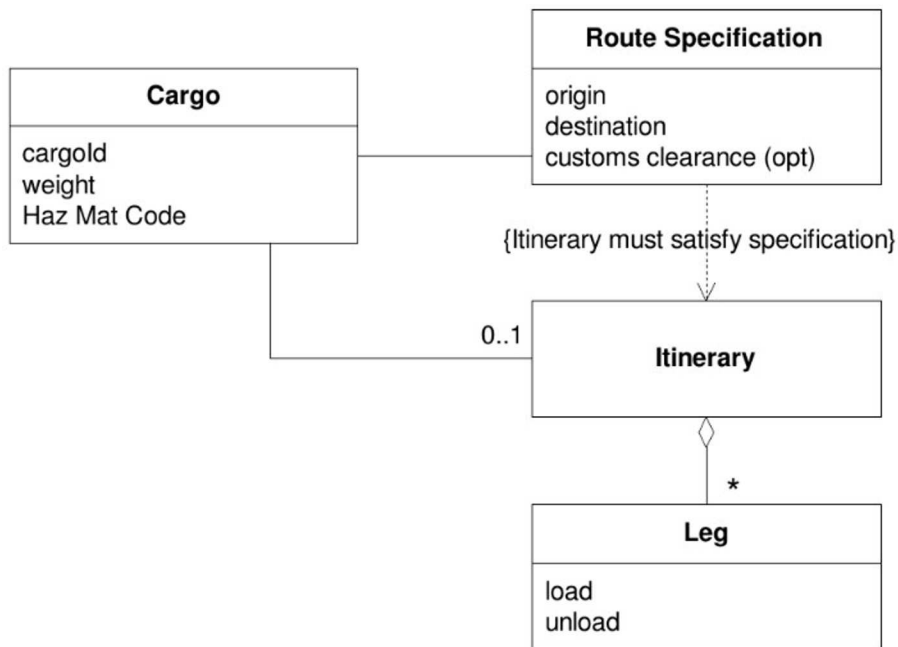 Route Specification
origin
destination
customs clearance (opt)
Cargo
cargoId
weight
Haz Mat Code
{Itinerary must satisfy specification}
0..1
Itinerary
*
Leg
load
unload